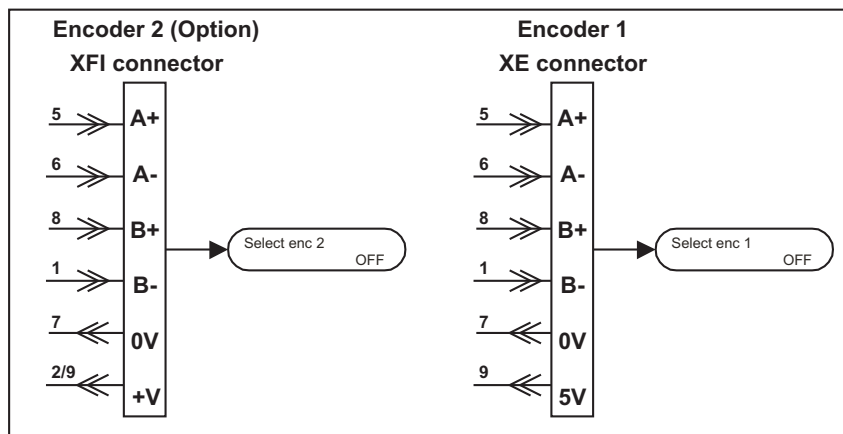 Encoder 2 (Option)
XFI connector
5 A+
6 A-
8 B+
1 B-
7 0V
2/9 +V
Select enc 2
OFF
Encoder 1
XE connector
5 A+
6 A-
8 B+
1 B-
7 0V
9 5V
Select enc 1
OFF